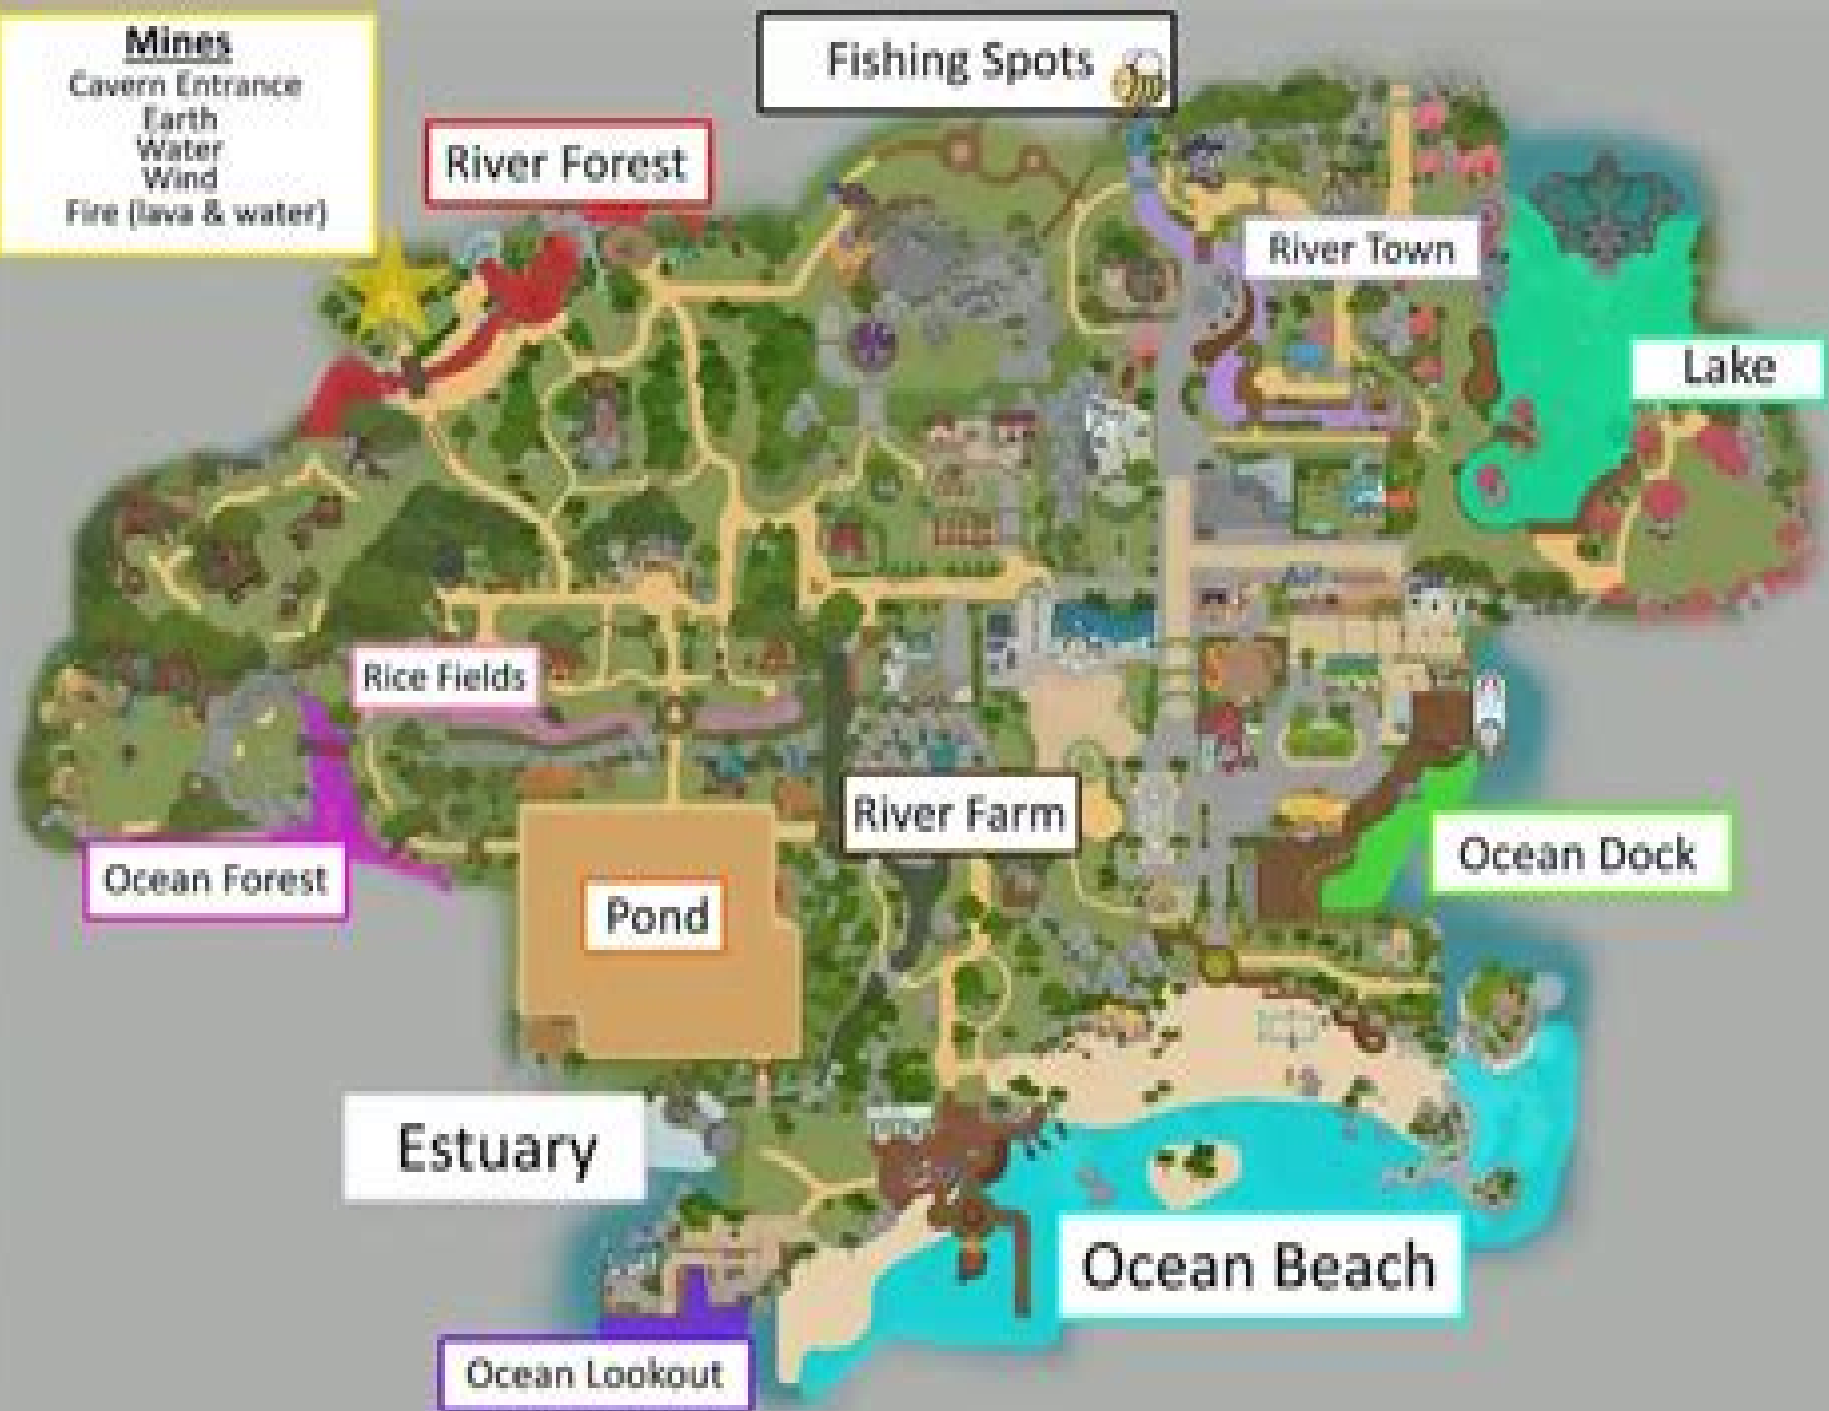 Mines
Cavern Entrance
Earth
Water
Wind
Fire (lava & water)
Fishing Spots
River Forest
River Town
Lake
Rice Fields
River Farm
Ocean Dock
Ocean Forest
Pond
Estuary
Ocean Beach
Ocean Lookout